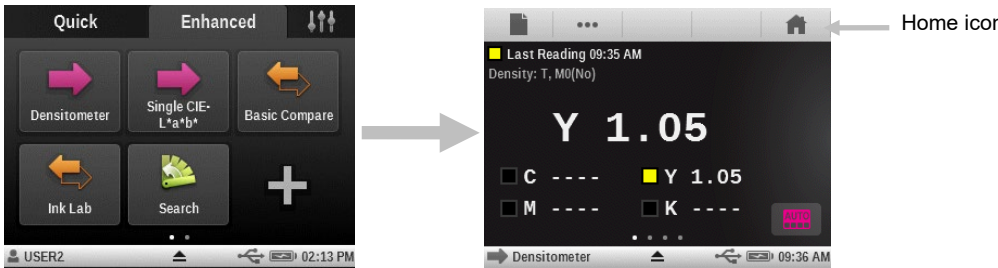 Quick Enhanced
Densitometer
Single CIE-
L*a*b*
Basic Compare
Ink Lab
Search
USER2
02:13 PM
Home icon
Last Reading 09:35 AM
Density: T, M0(No)
Y 1.05
C ---- Y 1.05
M ---- K ----
AUTO
Densitometer
09:36 AM